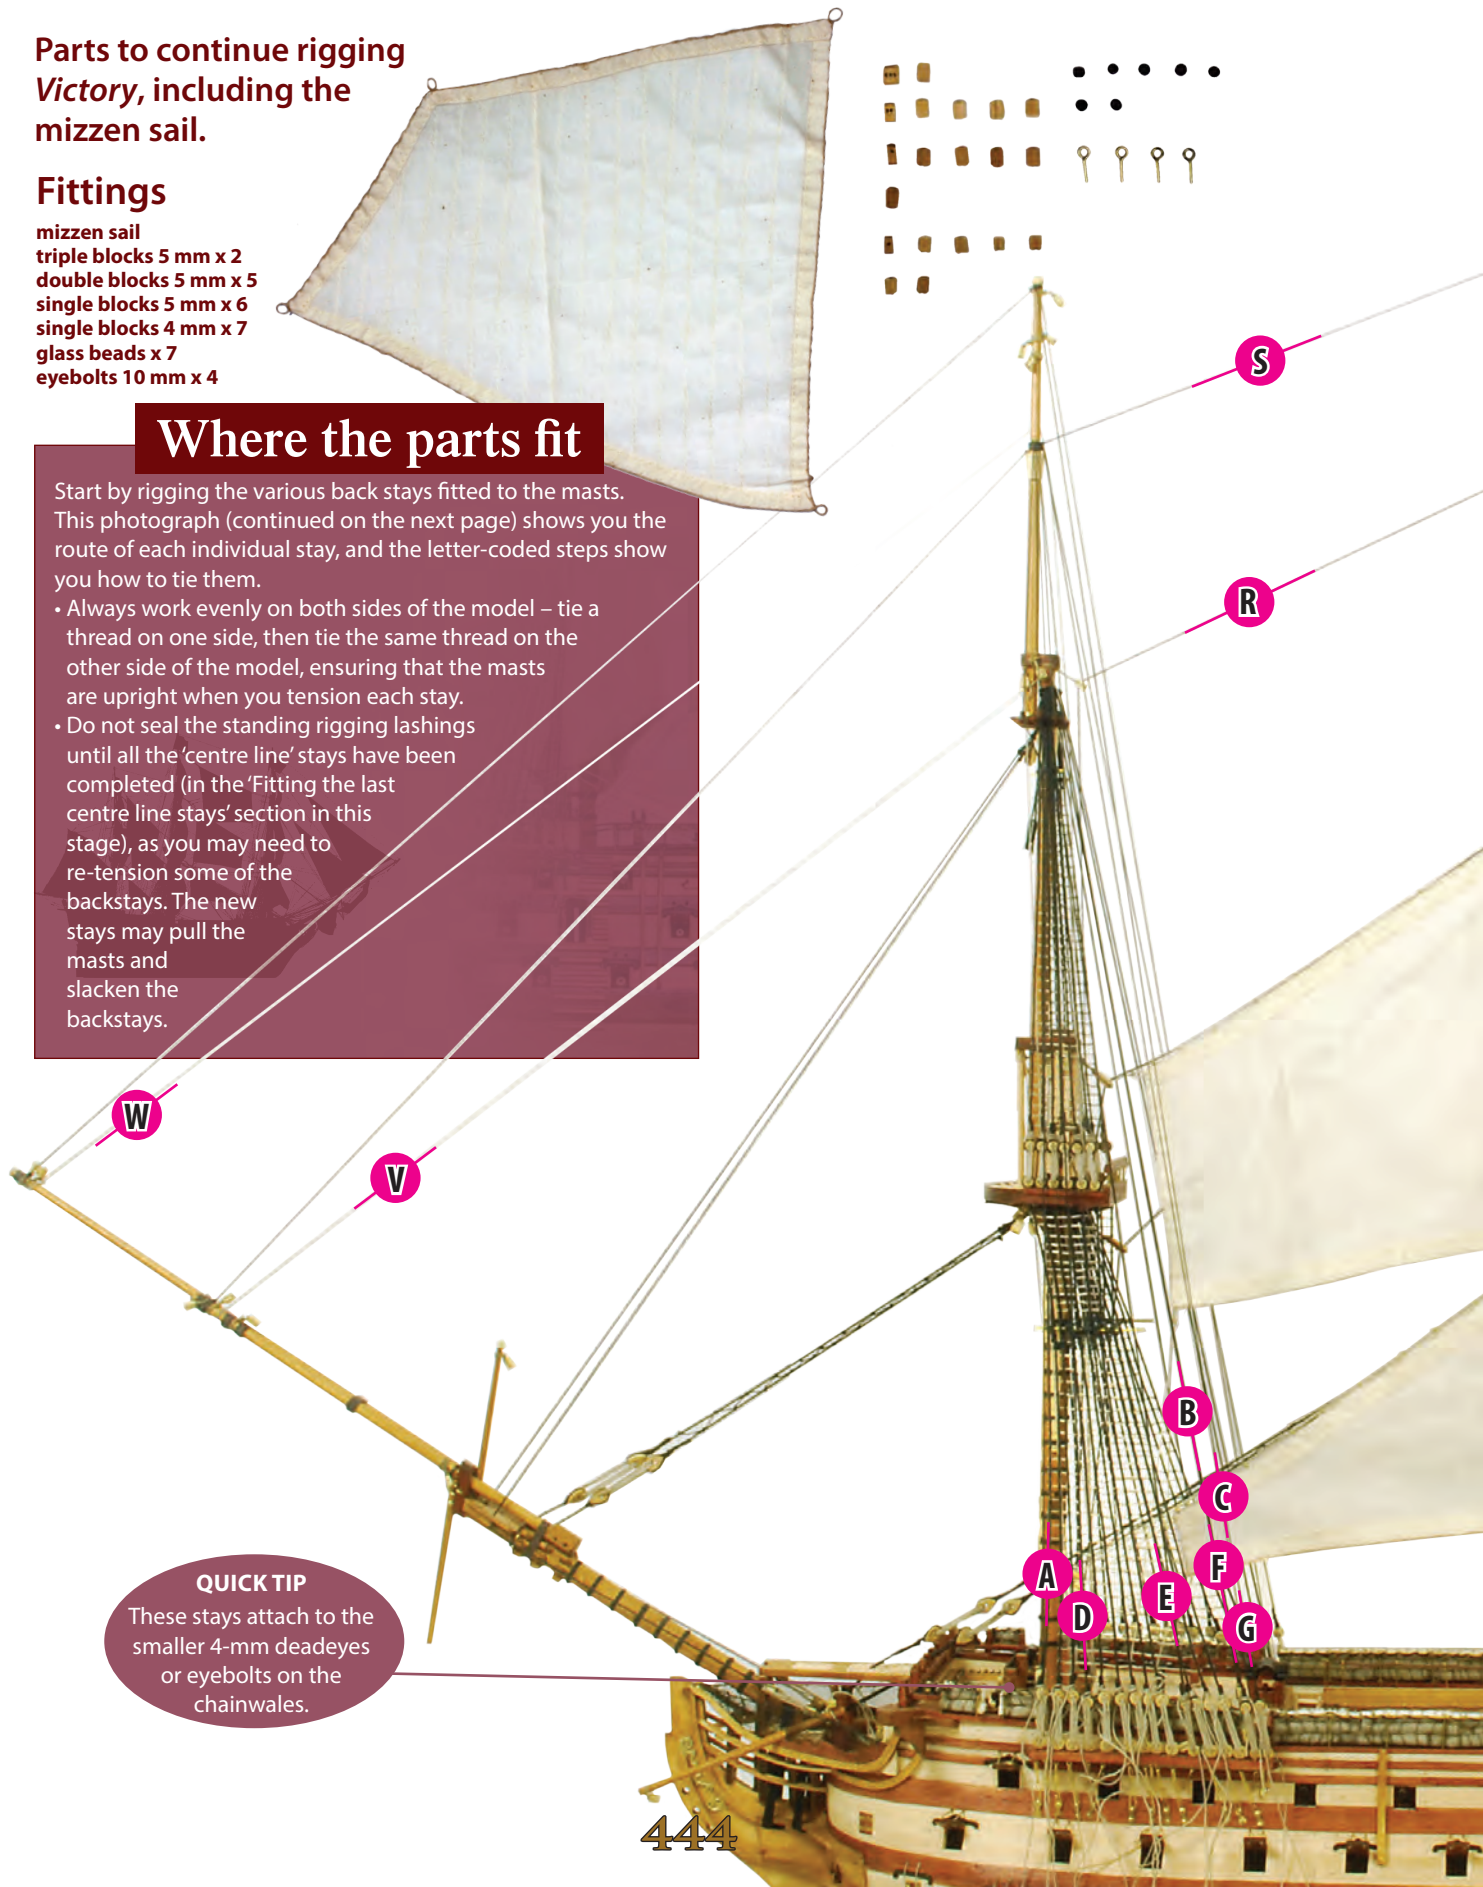 Parts to continue rigging
Victory, including the
mizzen sail.
Fittings
mizzen sail
triple blocks 5 mm x 2
double blocks 5 mm x 5
single blocks 5 mm x 6
single blocks 4 mm x 7
glass beads x 7
eyebolts 10 mm x 4
Where the parts fit
Start by rigging the various back stays fitted to the masts.
This photograph (continued on the next page) shows you the
route of each individual stay, and the letter-coded steps show
you how to tie them.
• Always work evenly on both sides of the model – tie a
thread on one side, then tie the same thread on the
other side of the model, ensuring that the masts
are upright when you tension each stay.
• Do not seal the standing rigging lashings
until all the ‘centre line’ stays have been
completed (in the ‘Fitting the last
centre line stays’ section in this
stage), as you may need to
re-tension some of the
backstays. The new
stays may pull the
masts and
slacken the
backstays.
S
R
W
V
B
C
F
A
E
D
G
QUICK TIP
These stays attach to the
smaller 4-mm deadeyes
or eyebolts on the
chainwales.
444